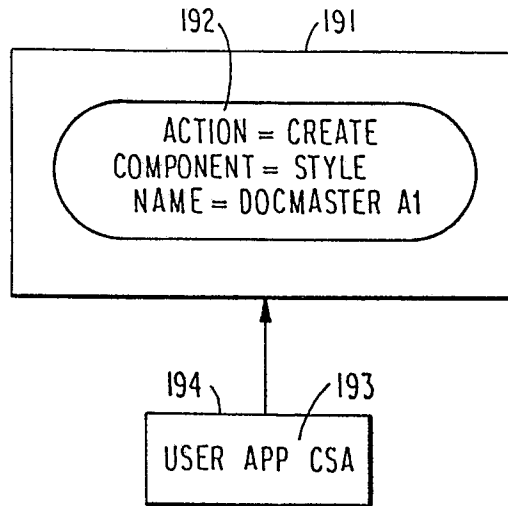 192
191
ACTION = CREATE
COMPONENT = STYLE
NAME = DOCMASTER A1
194
193
USER APP CSA